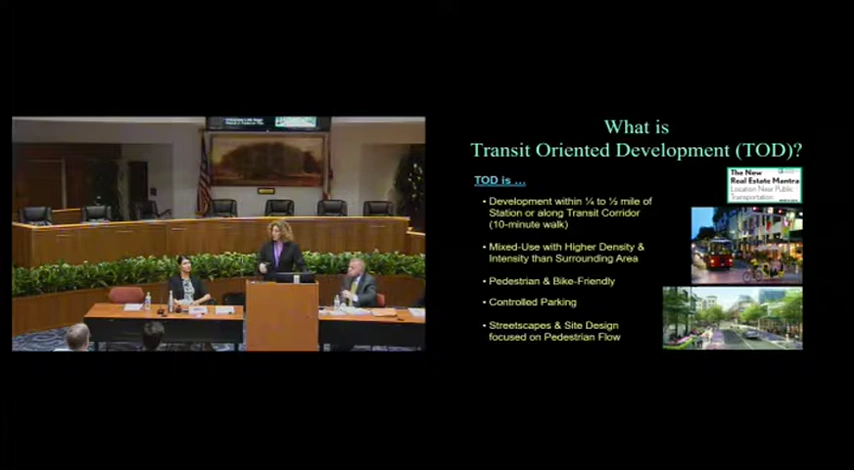 What is
Transit Oriented Development (TOD)?
TOD is ...
• Development within ¼ to ½ mile of
Station or along Transit Corridor
(10-minute walk)
• Mixed-Use with Higher Density &
Intensity than Surrounding Area
• Pedestrian & Bike-Friendly
• Controlled Parking
• Streetscapes & Site Design
focused on Pedestrian Flow
The New
Real Estate Mantra
Location Near Public
Transportation